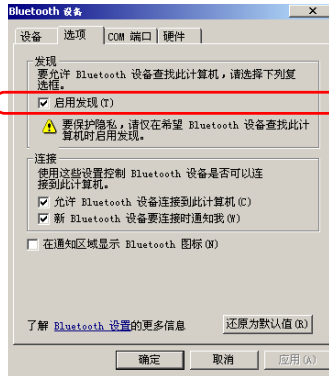 Bluetooth 设备
设备 选项 COM 端口 硬件
发现
要允许 Bluetooth 设备查找此计算机，请选择下列复
选框。
启用发现(T)
要保护隐私，请仅在希望 Bluetooth 设备查找此计
算机时启用发现。
连接
使用这些设置控制 Bluetooth 设备是否可以连
接到此计算机。
允许 Bluetooth 设备连接到此计算机(C)
新 Bluetooth 设备要连接时通知我(W)
在通知区域显示 Bluetooth 图标(N)
了解 Bluetooth 设置的更多信息
还原为默认值(R)
确定 取消 应用(A)